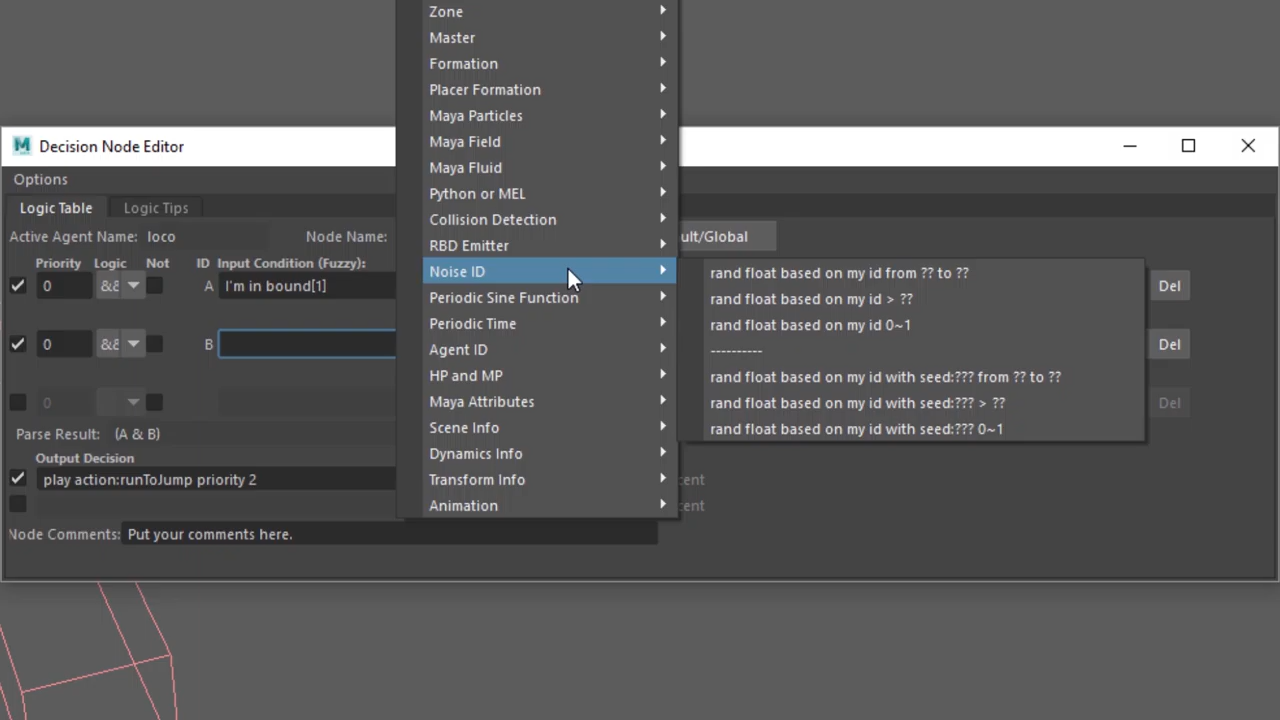 Zone
Master
Formation
Placer Formation
Maya Particles
Maya Field
Maya Fluid
Python or MEL
Collision Detection
RBD Emitter
Noise ID
Periodic Sine Function
Periodic Time
Agent ID
HP and MP
Maya Attributes
Scene Info
Dynamics Info
Transform Info
Animation
rand float based on my id from ?? to ??
rand float based on my id > ??
rand float based on my id 0~1
----------
rand float based on my id with seed:??? from ?? to ??
rand float based on my id with seed:??? > ??
rand float based on my id with seed:??? 0~1
M Decision Node Editor
Options
Logic Table Logic Tips
Active Agent Name: loco Node Name: ult/Global
Priority Logic Not ID Input Condition (Fuzzy):
0 && A I'm in bound[1] Del
0 && B Del
0 Del
Parse Result: (A & B)
Output Decision
play action:runToJump priority 2 cent
cent
Node Comments: Put your comments here.